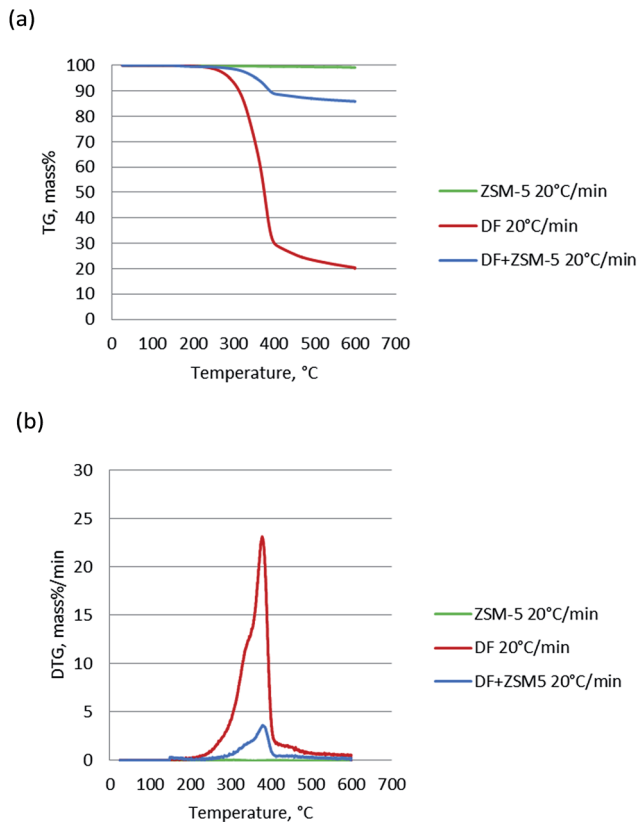 (a)
100
90
80
70
60
50
40
30
20
10
0
TG, mass%
0 100 200 300 400 500 600 700
Temperature, °C
ZSM-5 20°C/min
DF 20°C/min
DF+ZSM-5 20°C/min
(b)
30
25
20
15
10
5
0
DTG, mass%/min
0 100 200 300 400 500 600 700
Temperature, °C
ZSM-5 20°C/min
DF 20°C/min
DF+ZSM5 20°C/min